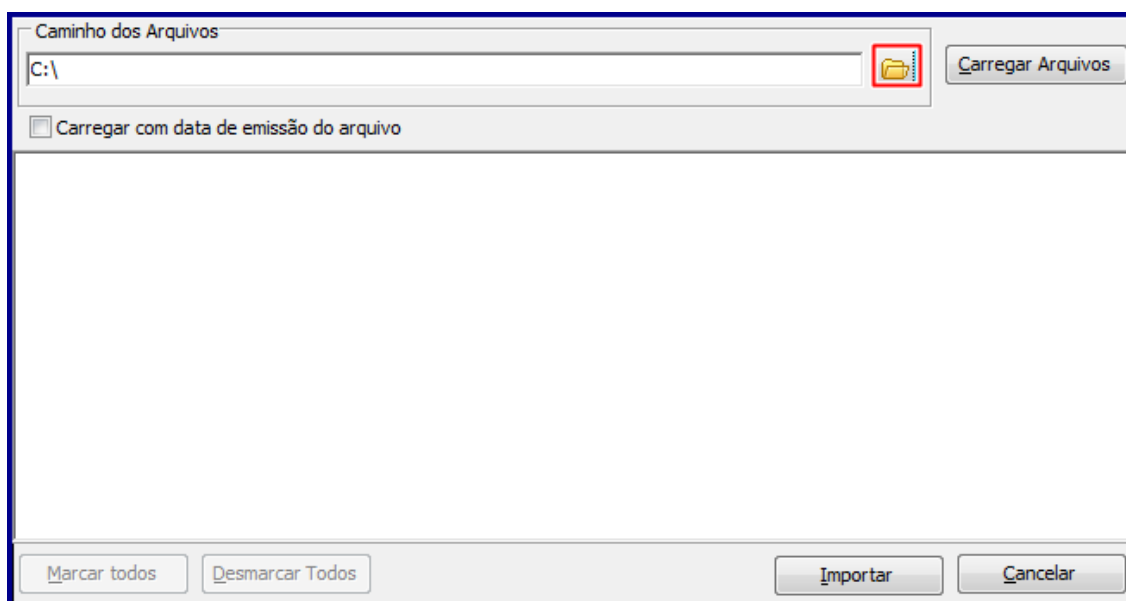 Caminho dos Arquivos
C:\
Carregar Arquivos
Carregar com data de emissão do arquivo
Marcar todos Desmarcar Todos Importar Cancelar